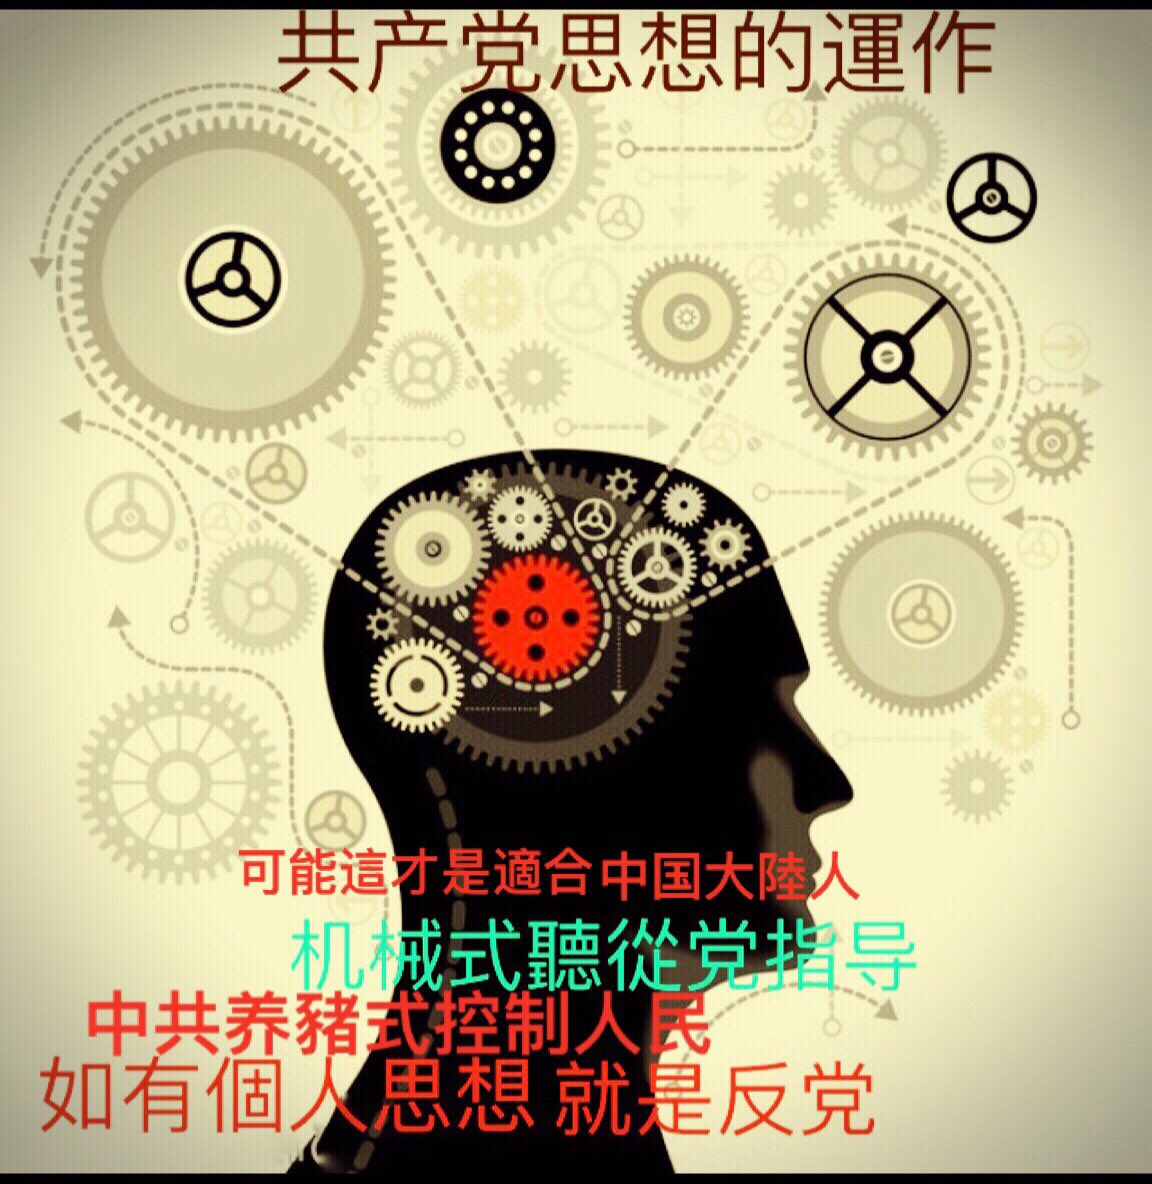 共产党思想的運作
可能這才是適合中国大陸人
机械式聽從党指导
中共养豬式控制人民
如有個人思想 就是反党